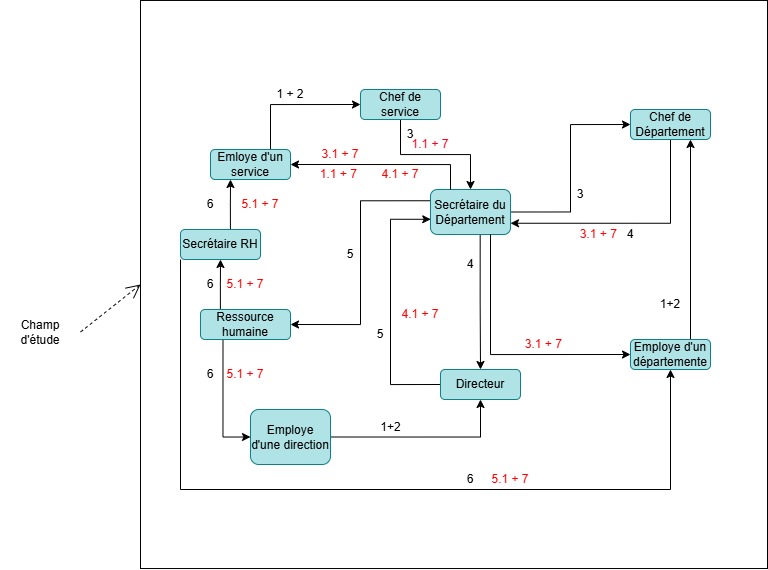 1 + 2
Chef de
service
3
1.1 + 7
Chef de
Département
Emloye d'un
service
3.1 + 7
1.1 + 7
4.1 + 7
6
5.1 + 7
Secrétaire du
Département
3
3.1 + 7
4
Secrétaire RH
5
4
6
5.1 + 7
Ressource
humaine
4.1 + 7
5
1+2
3.1 + 7
Employe d'un
départemente
Champ
d'étude
6
5.1 + 7
Directeur
Employe
d'une direction
1+2
6
5.1 + 7